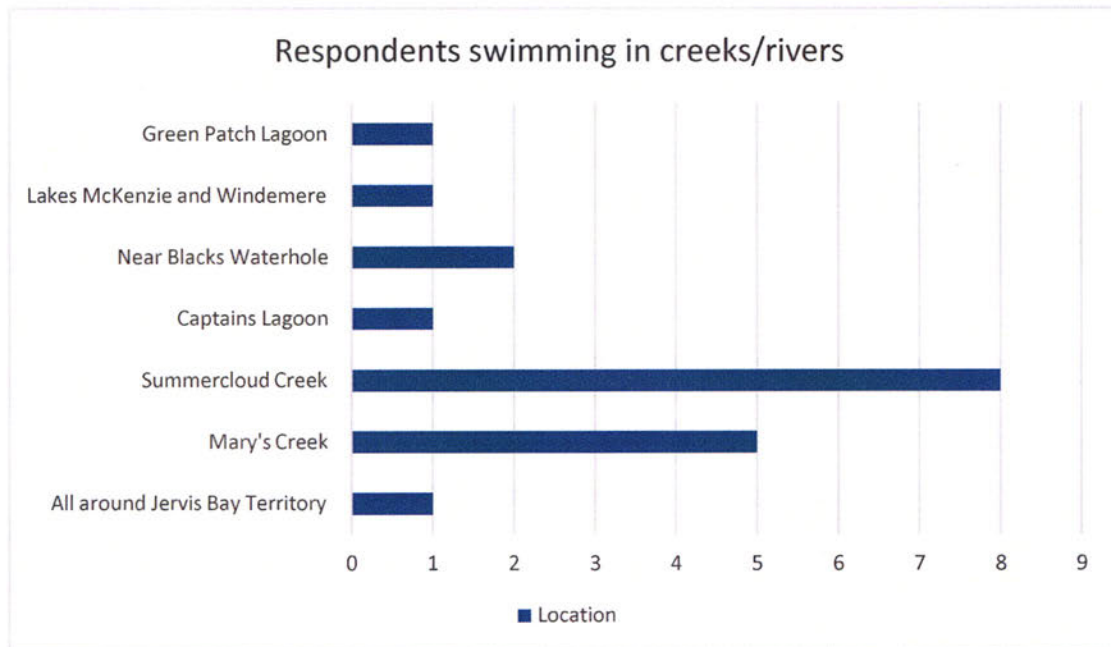 Respondents swimming in creeks/rivers
Green Patch Lagoon
Lakes McKenzie and Windemere
Near Blacks Waterhole
Captains Lagoon
Summercloud Creek
Mary's Creek
All around Jervis Bay Territory
0 1 2 3 4 5 6 7 8 9
Location